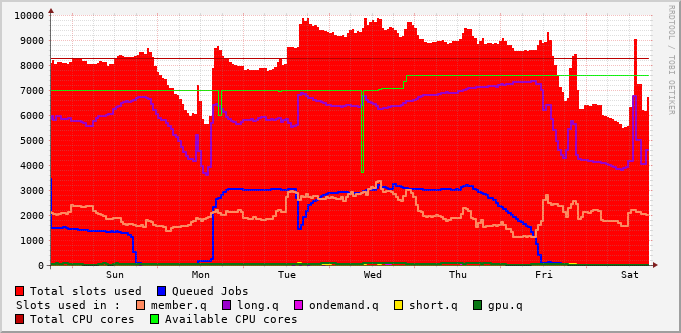 10000
9000
8000
7000
6000
5000
4000
3000
2000
1000
0
Sun Mon Tue Wed Thu Fri Sat
RRDTOOL / TOBI OETIKER
Total slots used Queued Jobs
Slots used in : member.q long.q ondemand.q short.q gpu.q
Total CPU cores Available CPU cores